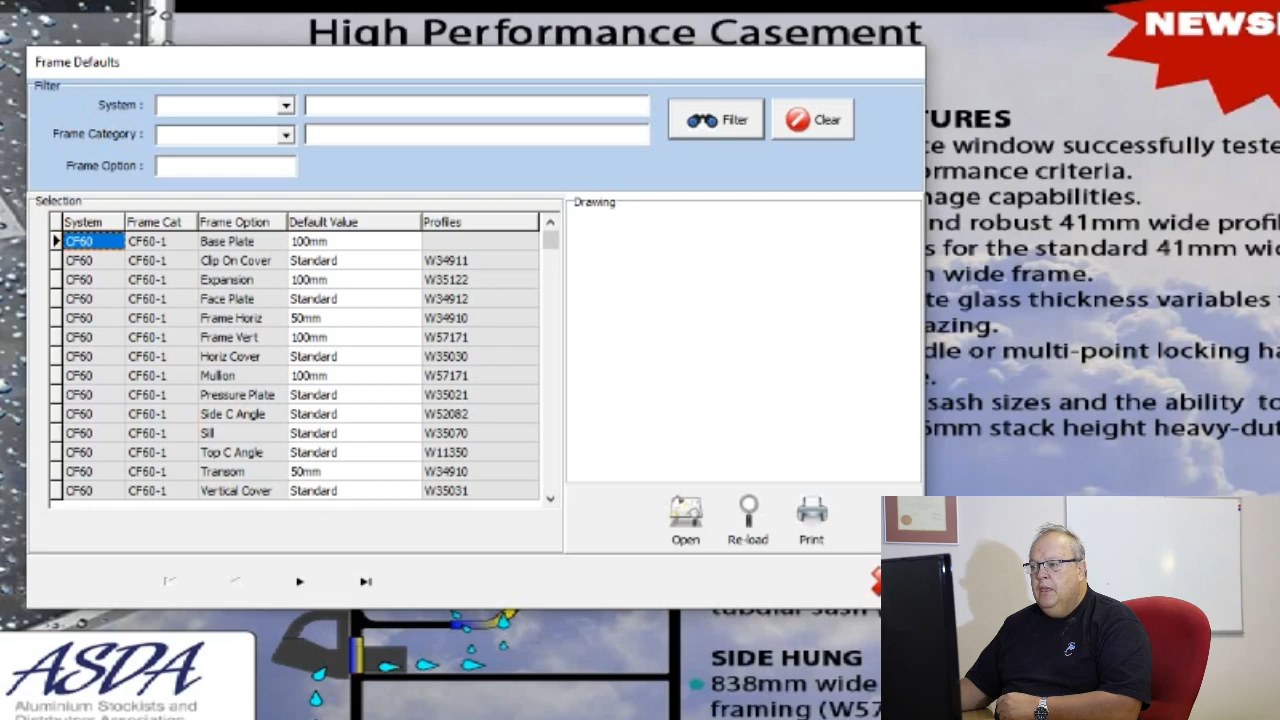 High Performance Casement
NEWS
Frame Defaults
Filter
System :
Frame Category :
Frame Option :
Filter
Clear
Selection
Drawing
System Frame Cat Frame Option Default Value Profiles
CF60 CF60-1 Base Plate 100mm
CF60 CF60-1 Clip On Cover Standard W34911
CF60 CF60-1 Expansion 100mm W35122
CF60 CF60-1 Face Plate Standard W34912
CF60 CF60-1 Frame Horiz 50mm W34910
CF60 CF60-1 Frame Vert 100mm W57171
CF60 CF60-1 Horiz Cover Standard W35030
CF60 CF60-1 Mullion 100mm W57171
CF60 CF60-1 Pressure Plate Standard W35021
CF60 CF60-1 Side C Angle Standard W52082
CF60 CF60-1 Sill Standard W35070
CF60 CF60-1 Top C Angle Standard W11350
CF60 CF60-1 Transom 50mm W34910
CF60 CF60-1 Vertical Cover Standard W35031
Open Re-load Print
URES
window successfully teste
rmance criteria.
nage capabilities.
nd robust 41mm wide profil
s for the standard 41mm wid
wide frame.
te glass thickness variables
azing.
dle or multi-point locking ha
sash sizes and the ability to
mm stack height heavy-dut
SIDE HUNG
838mm wide
framing (W57
ASDA
Aluminium Stockists and
Distributors Association